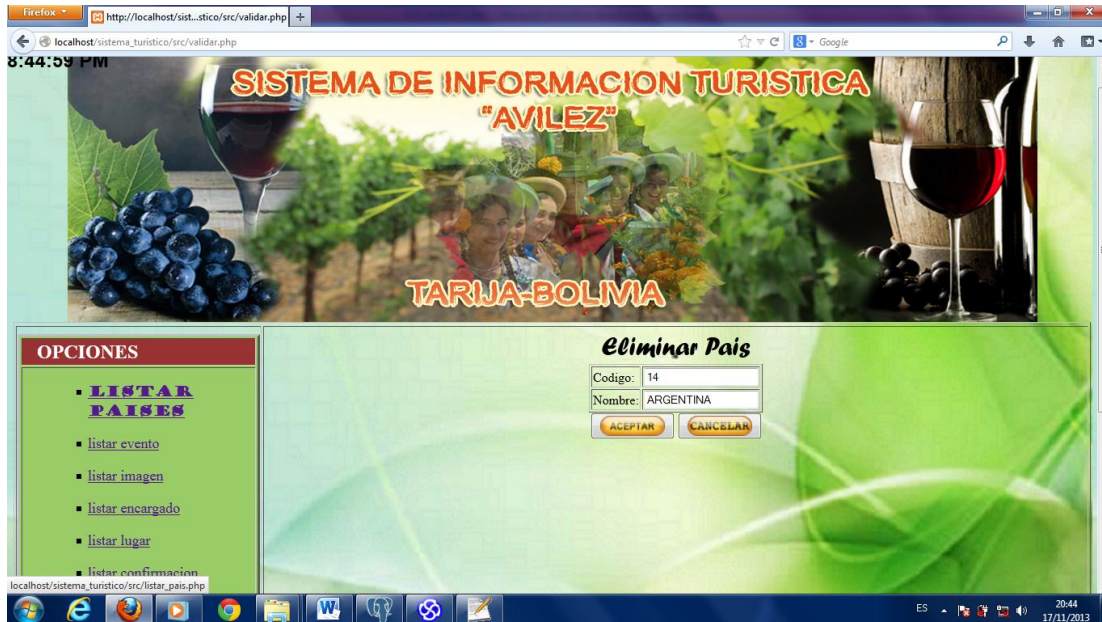 Firefox
http://localhost/sist...stico/src/validar.php
localhost/sistema_turistico/src/validar.php
Google
8:44:59 PM
SISTEMA DE INFORMACION TURISTICA
"AVILEZ"
TARIJA-BOLIVIA
OPCIONES
LISTAR
PAISES
listar evento
listar imagen
listar encargado
listar lugar
listar confirmacion
Eliminar Pais
Codigo: 14
Nombre: ARGENTINA
ACEPTAR CANCELAR
localhost/sistema_turistico/src/listar_pais.php
ES
20:44
17/11/2013